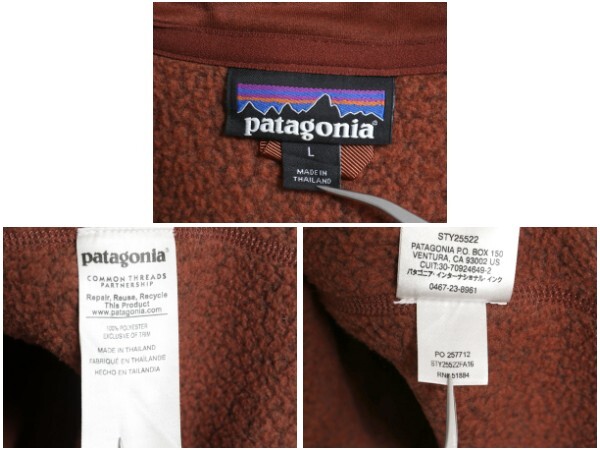 patagonia®
L
MADE IN
THAILAND
patagonia®
COMMON THREADS
PARTNERSHIP
Repair, Reuse, Recycle
This Product
www.patagonia.com
100% POLYESTER
EXCLUSIVE OF TRIM
MADE IN THAILAND
FABRIQUÉ EN THAÏLANDE
HECHO EN TAILANDIA
STY25522
PATAGONIA P.O. BOX 150
VENTURA, CA 93002 US
CUIT:30-70924649-2
パタゴニア・インターナショナル・インク
0467-23-8961
PO 257712
STY25522FA16
RN# 51884